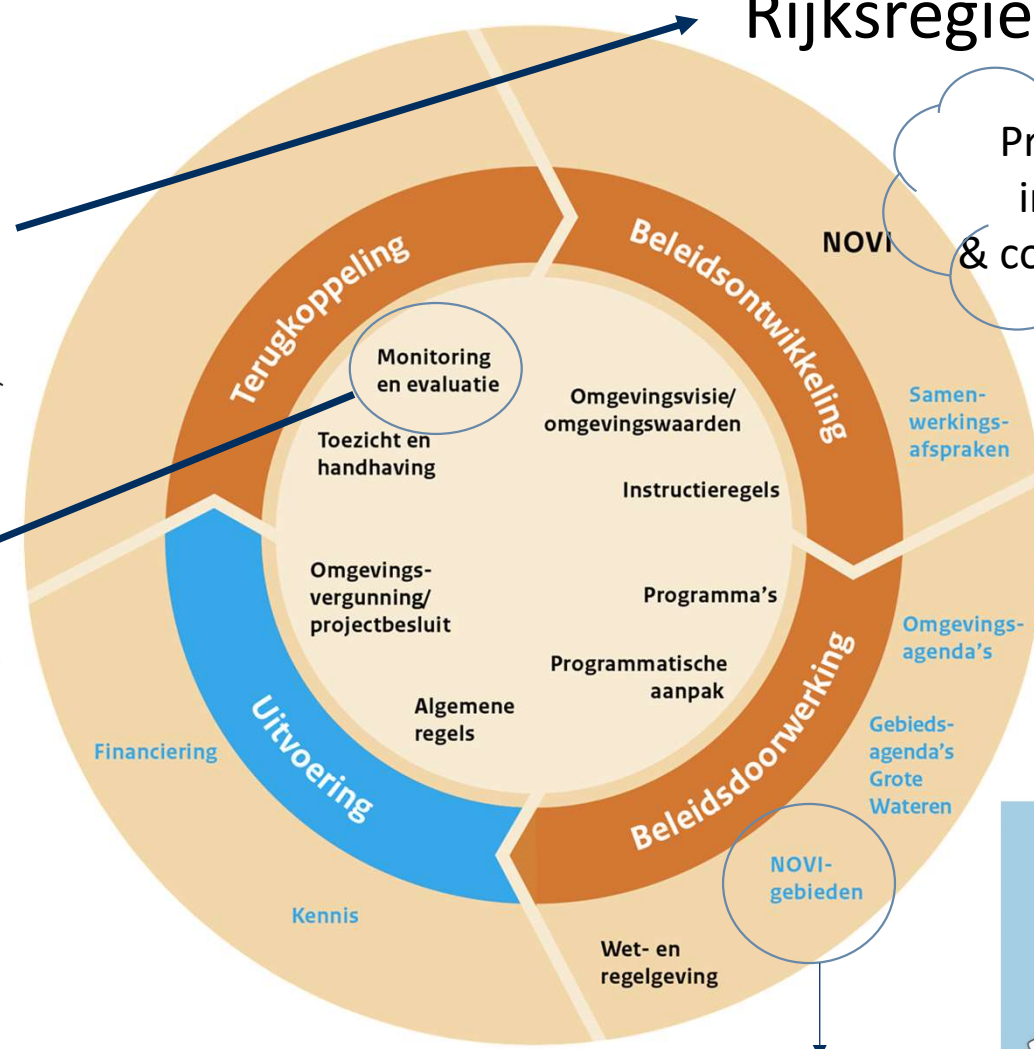 Rijksregie
NOVI
& co
Terugkoppeling
Beleidsontwikkeling
Monitoring
en evaluatie
Toezicht en
handhaving
Omgevingsvisie/
omgevingswaarden
Instructieregels
Samen-
werkings-
afspraken
Omgevings-
vergunning/
projectbesluit
Programma's
Programmatische
aanpak
Algemene
regels
Omgevings-
agenda's
Gebieds-
agenda's
Grote
Wateren
Financiering
Uitvoering
Beleidsdoorwerking
NOVI-
gebieden
Kennis
Wet- en
regelgeving